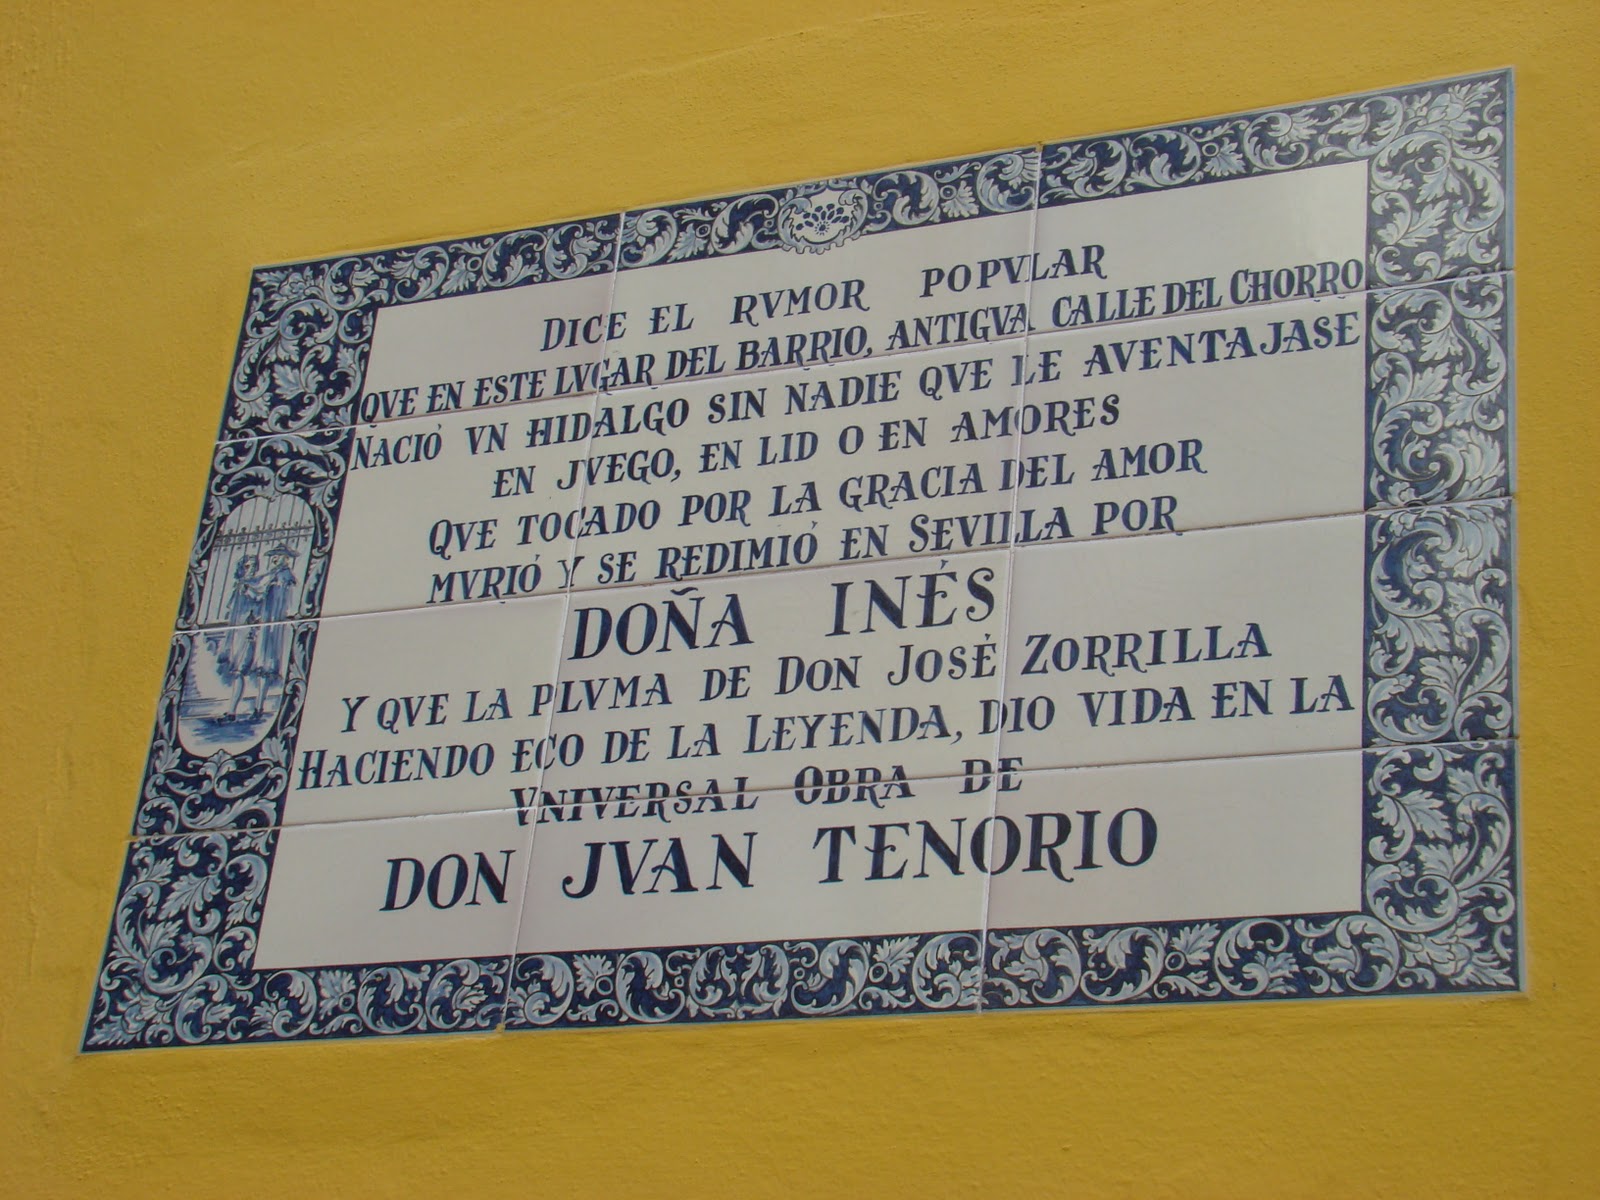 DICE EL RVMOR POPVLAR
QVE EN ESTE LVGAR DEL BARRIO, ANTIGVA CALLE DEL CHORRO
NACIÓ VN HIDALGO SIN NADIE QVE LE AVENTAJASE
EN JVEGO, EN LID O EN AMORES
QVE TOCADO POR LA GRACIA DEL AMOR
MVRIÓ Y SE REDIMIÓ EN SEVILLA POR
DOÑA INÉS
Y QVE LA PLVMA DE DON JOSÉ ZORRILLA
HACIENDO ECO DE LA LEYENDA, DIO VIDA EN LA
VNIVERSAL OBRA DE
DON JVAN TENORIO